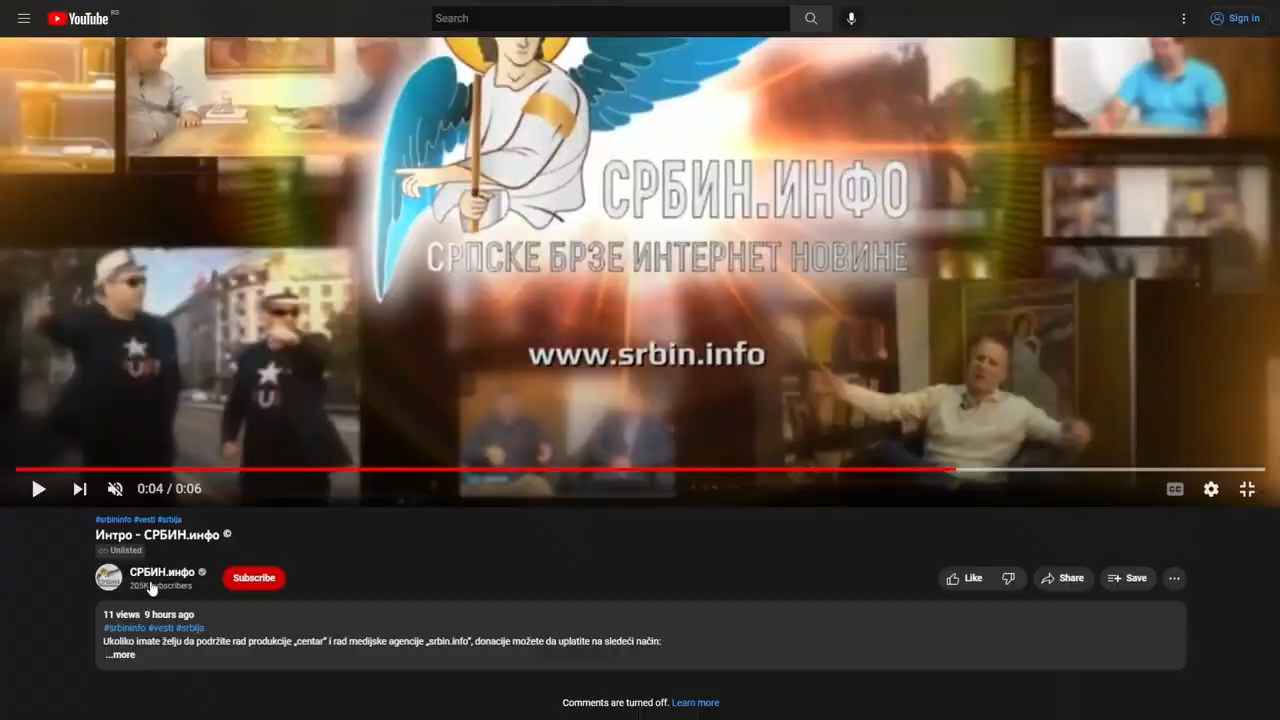 YouTube RS
Search
Sign in
СРБИН.ИНФО
СРПСКЕ БРЗЕ ИНТЕРНЕТ НОВИНЕ
www.srbin.info
0:04 / 0:06
CC
#srbininfo #vesti #srbija
Интро - СРБИН.инфо ©
Unlisted
СРБИН.инфо
205K subscribers
Subscribe
Like
Share
Save
11 views 9 hours ago
#srbininfo #vesti #srbija
Ukoliko imate želju da podržite rad produkcije „centar“ i rad medijske agencije „srbin.info“, donacije možete da uplatite na sledeći način:
...more
Comments are turned off. Learn more